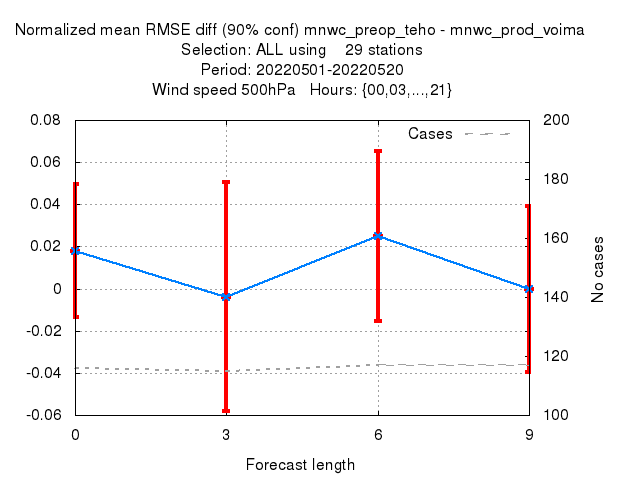 Normalized mean RMSE diff (90% conf) mnwc_preop_teho - mnwc_prod_voima
Selection: ALL using 29 stations
Period: 20220501-20220520
Wind speed 500hPa Hours: {00,03,...,21}
Cases
0.08
0.06
0.04
0.02
0
-0.02
-0.04
-0.06
200
180
160
140
120
100
No cases
0 3 6 9
Forecast length